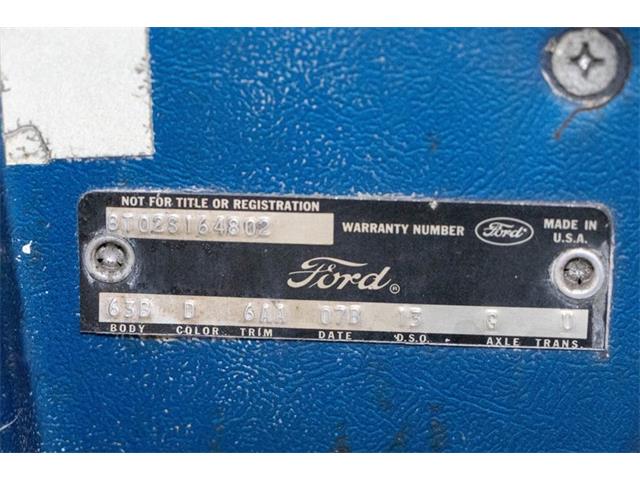 NOT FOR TITLE OR REGISTRATION
8T02S164802
WARRANTY NUMBER
Ford
MADE IN
U.S.A.
Ford®
63B D 6AA 07B 13 G U
BODY COLOR TRIM DATE D.S.O. AXLE TRANS